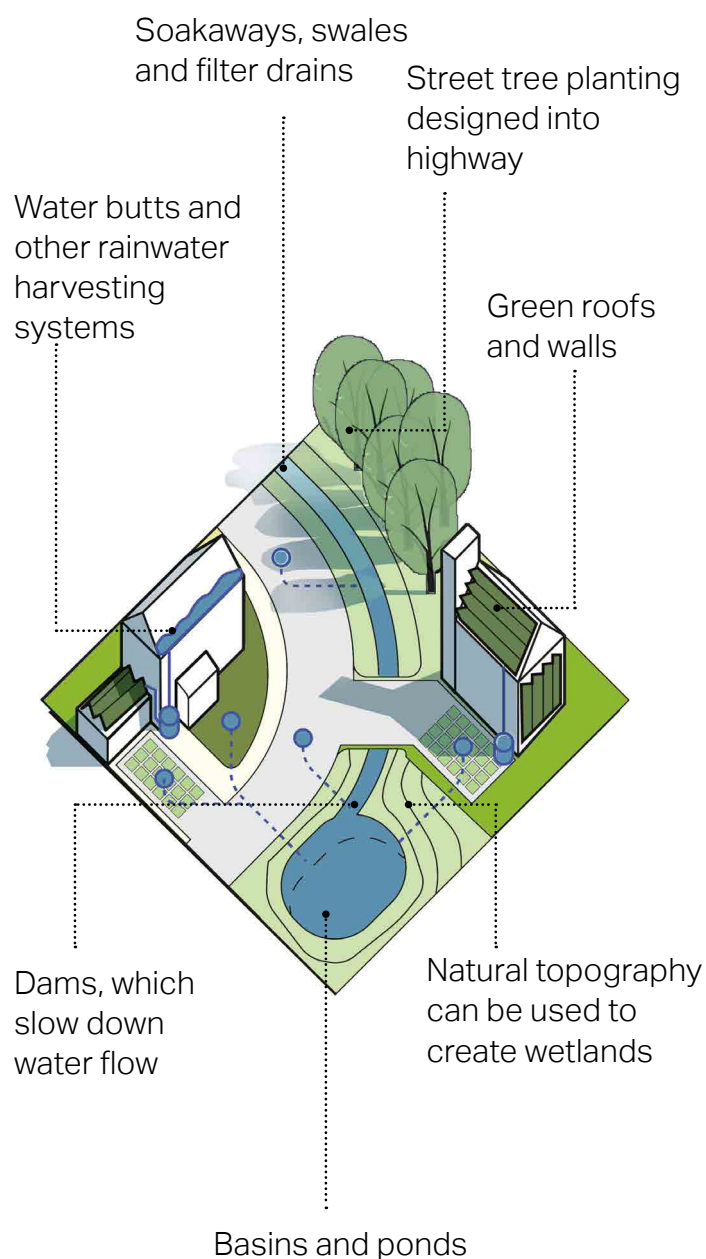 Soakaways, swales
and filter drains
Street tree planting
designed into
highway
Water butts and
other rainwater
harvesting
systems
Green roofs
and walls
Dams, which
slow down
water flow
Natural topography
can be used to
create wetlands
Basins and ponds